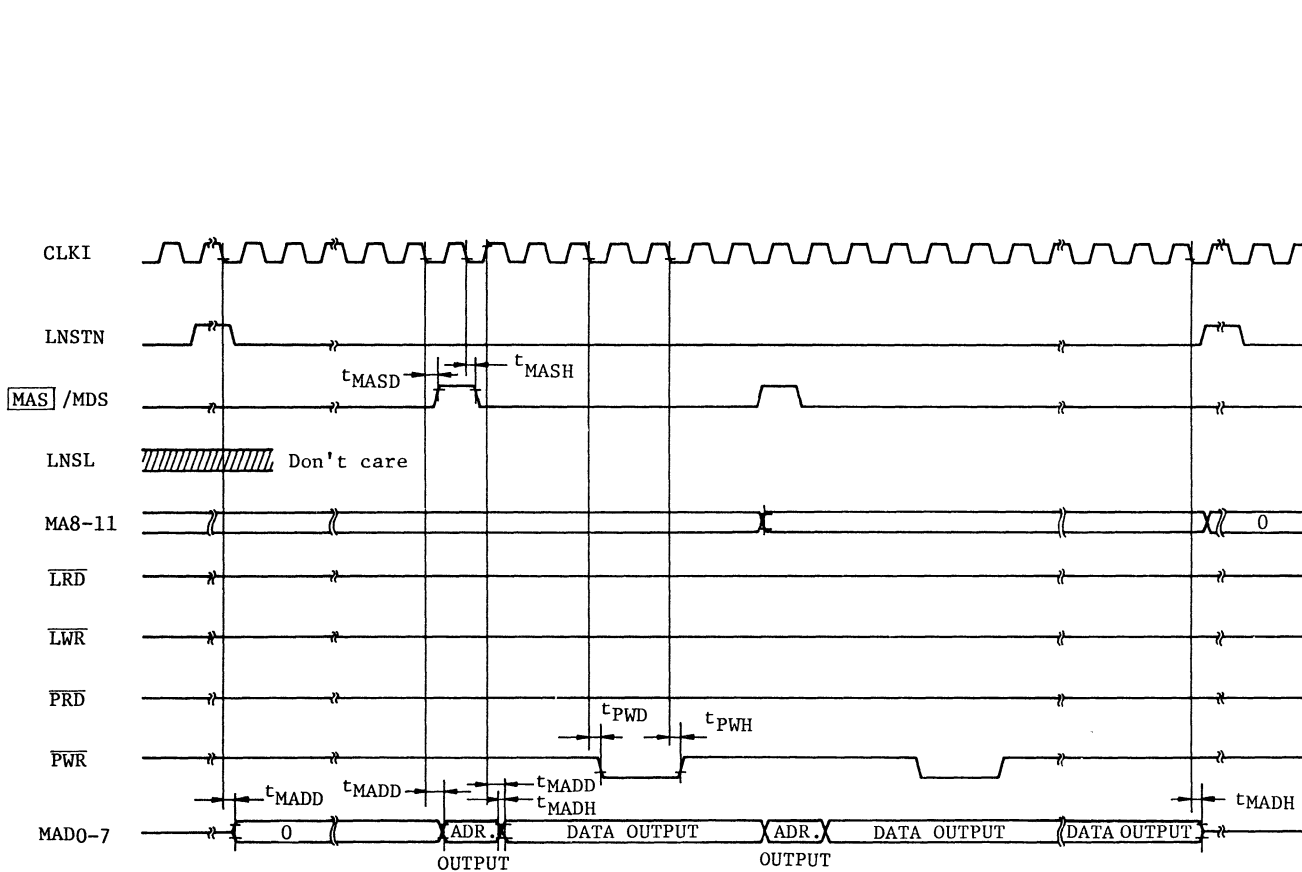 CLKI
LNSTN
tMASD
tMASH
MAS /MDS
LNSL
Don't care
MA8-11
0
LRD
LWR
PRD
tPWD
tPWH
PWR
tMADD
tMADD
tMADD
tMADH
tMADH
MAD0-7
0
ADR.
DATA OUTPUT
ADR.
DATA OUTPUT
DATA OUTPUT
OUTPUT
OUTPUT